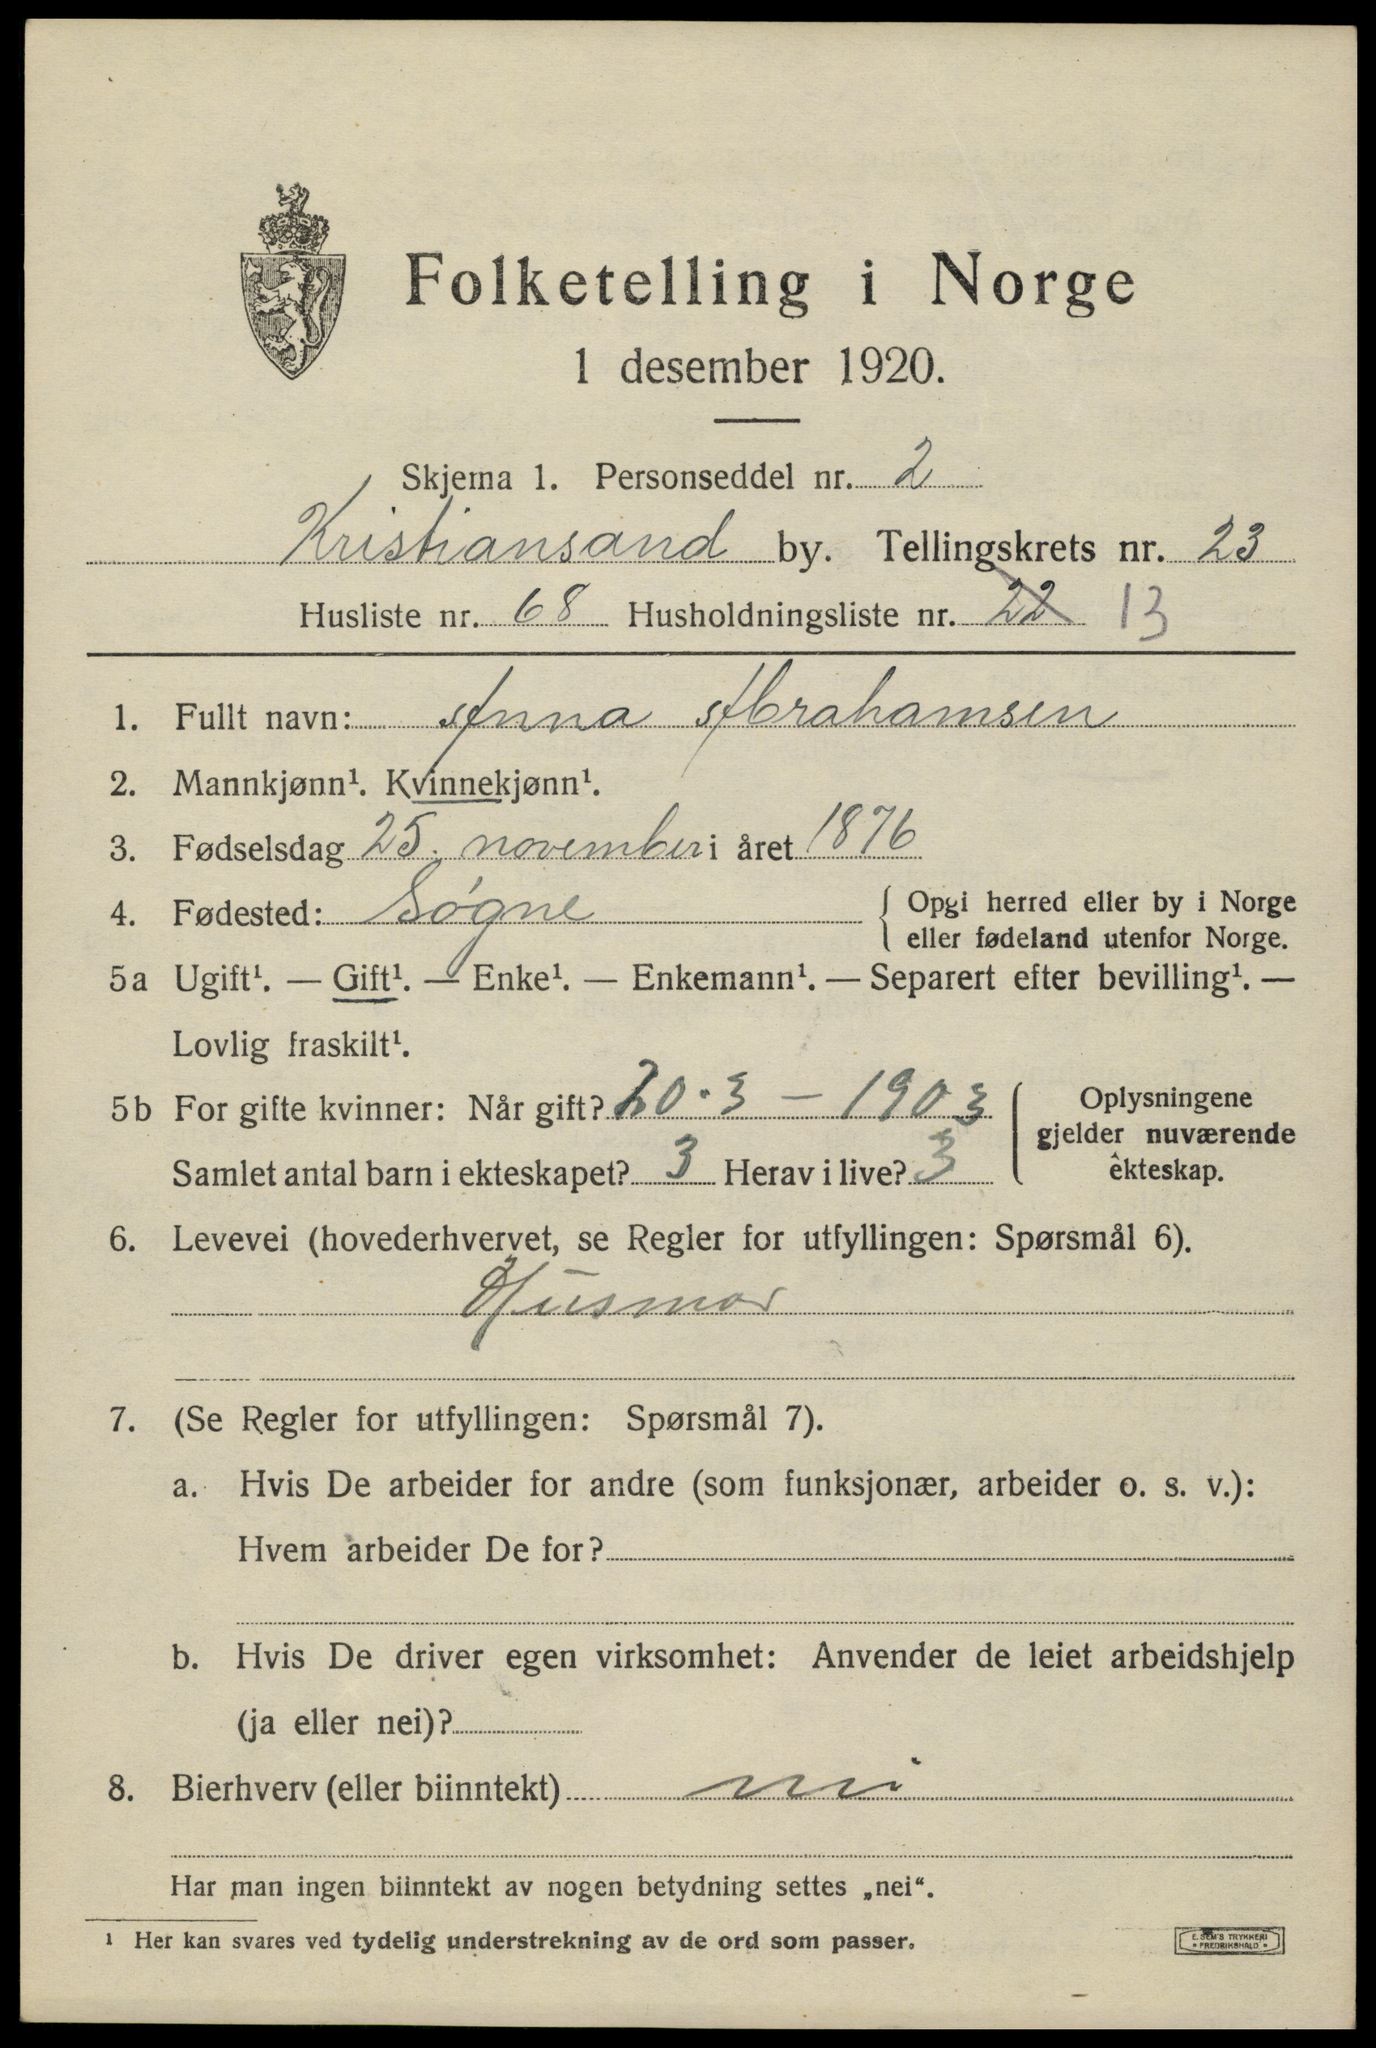 Folketelling i Norge
1 desember 1920.
Skjema 1. Personseddel nr. 2
Kristiansand by. Tellingskrets nr. 23
Husliste nr. 68 Husholdningsliste nr. 22 13
1. Fullt navn: Anna Abrahamsen
2. Mannkjønn¹. Kvinnekjønn¹.
3. Fødselsdag 25. november i året 1876
4. Fødested: Søgne { Opgi herred eller by i Norge
eller fødeland utenfor Norge.
5a Ugift¹. — Gift¹. — Enke¹. — Enkemann¹. — Separert efter bevilling¹. —
Lovlig fraskilt¹.
5b For gifte kvinner: Når gift? 20·3 – 1903
Samlet antal barn i ekteskapet? 3 Herav i live? 3
{ Oplysningene
gjelder nuværende
êkteskap.
6. Levevei (hovederhvervet, se Regler for utfyllingen: Spørsmål 6).
Husmor
7. (Se Regler for utfyllingen: Spørsmål 7).
a. Hvis De arbeider for andre (som funksjonær, arbeider o. s. v.):
Hvem arbeider De for?
b. Hvis De driver egen virksomhet: Anvender de leiet arbeidshjelp
(ja eller nei)?
8. Bierhverv (eller biinntekt) nei
Har man ingen biinntekt av nogen betydning settes „nei“.
¹ Her kan svares ved tydelig understrekning av de ord som passer.
E. SEM'S TRYKKERI
• FREDRIKSHALD •